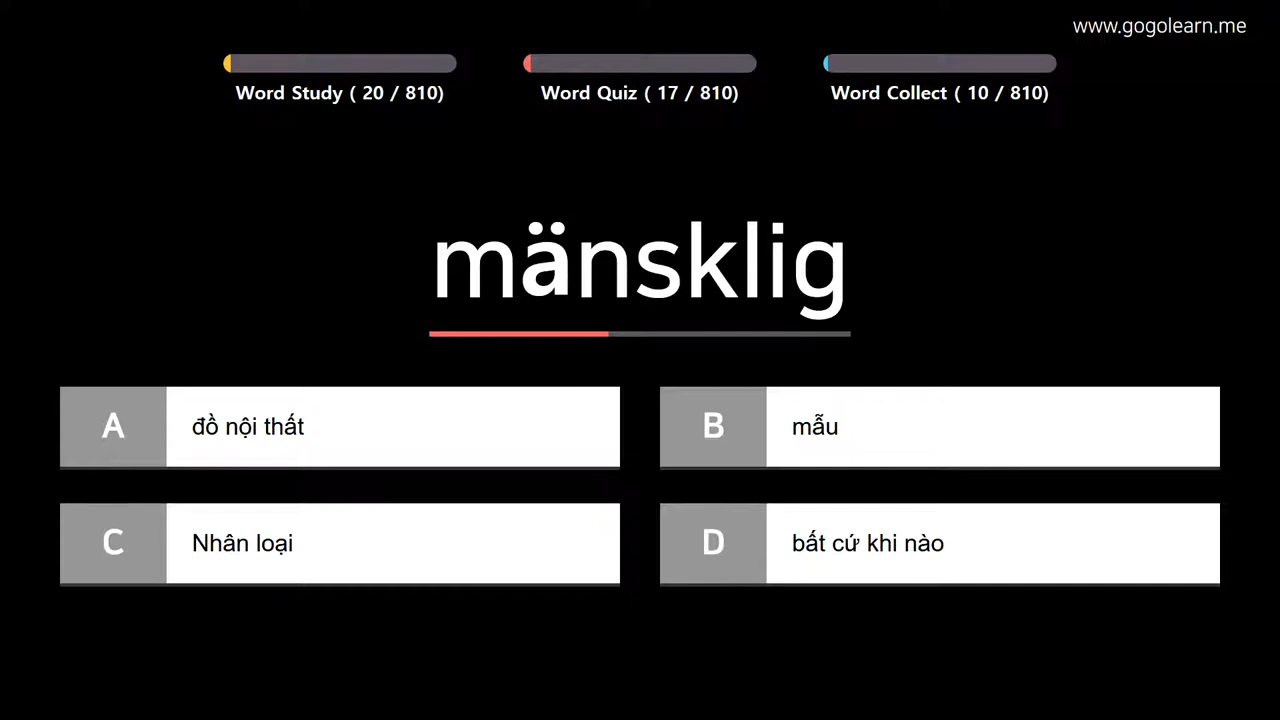 www.gogolearn.me
Word Study ( 20 / 810)
Word Quiz ( 17 / 810)
Word Collect ( 10 / 810)
mänsklig
A đồ nội thất
B mẫu
C Nhân loại
D bất cứ khi nào